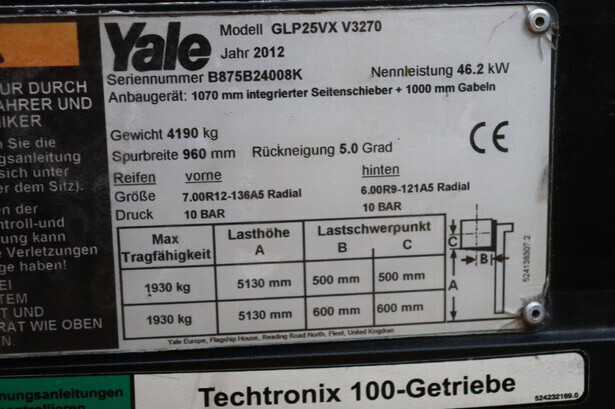 Yale
Modell GLP25VX V3270
Jahr 2012
Seriennummer B875B24008K Nennleistung 46.2 kW
Anbaugerät: 1070 mm integrierter Seitenschieber + 1000 mm Gabeln
Gewicht 4190 kg
Spurbreite 960 mm Rückneigung 5.0 Grad
CE
Reifen vorne hinten
Größe 7.00R12-136A5 Radial 6.00R9-121A5 Radial
Druck 10 BAR 10 BAR
Max Tragfähigkeit Lasthöhe A Lastschwerpunkt B C
1930 kg 5130 mm 500 mm 500 mm
1930 kg 5130 mm 600 mm 600 mm
C
B
A
524138307.2
Yale Europe, Flagship House, Reading Road North, Fleet, United Kingdom
UR DURCH
AHRER UND
IKER
n Sie die
gsanleitung
sich unter
er dem Sitz).
en der
ntroll-und
ung kann
e Verletzungen
ge haben!
EI
TEM
T UND
RAT WIE OBEN
EN.
nungsanleitungen
Techtronix 100-Getriebe
524232169.0